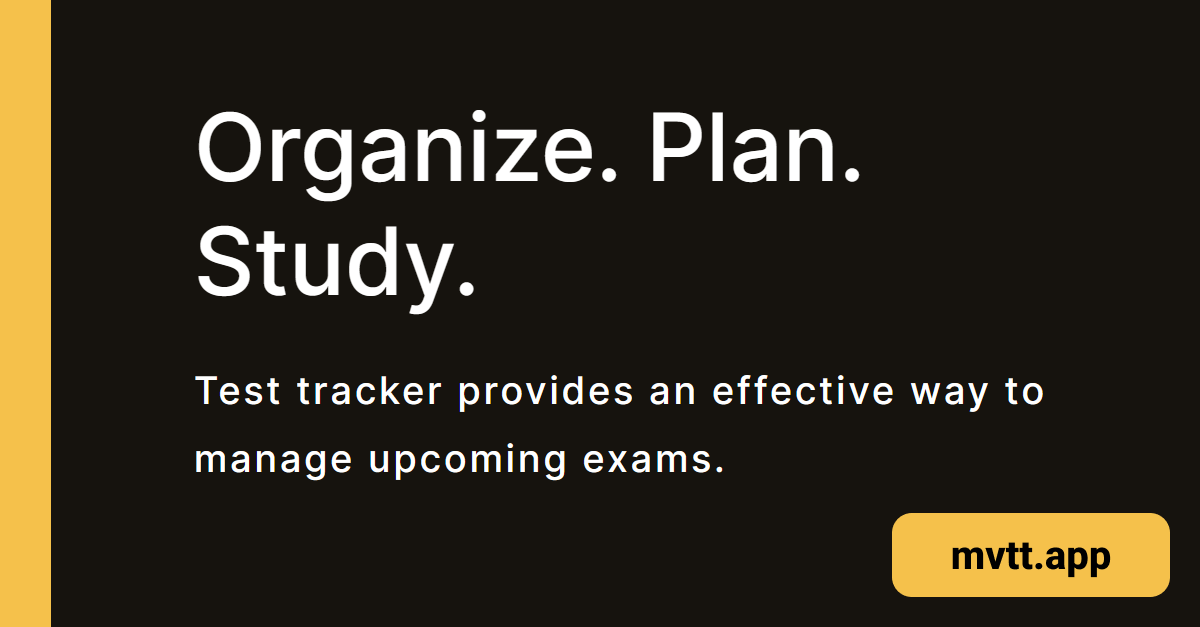 Organize. Plan.
Study.
Test tracker provides an effective way to
manage upcoming exams.
mvtt.app